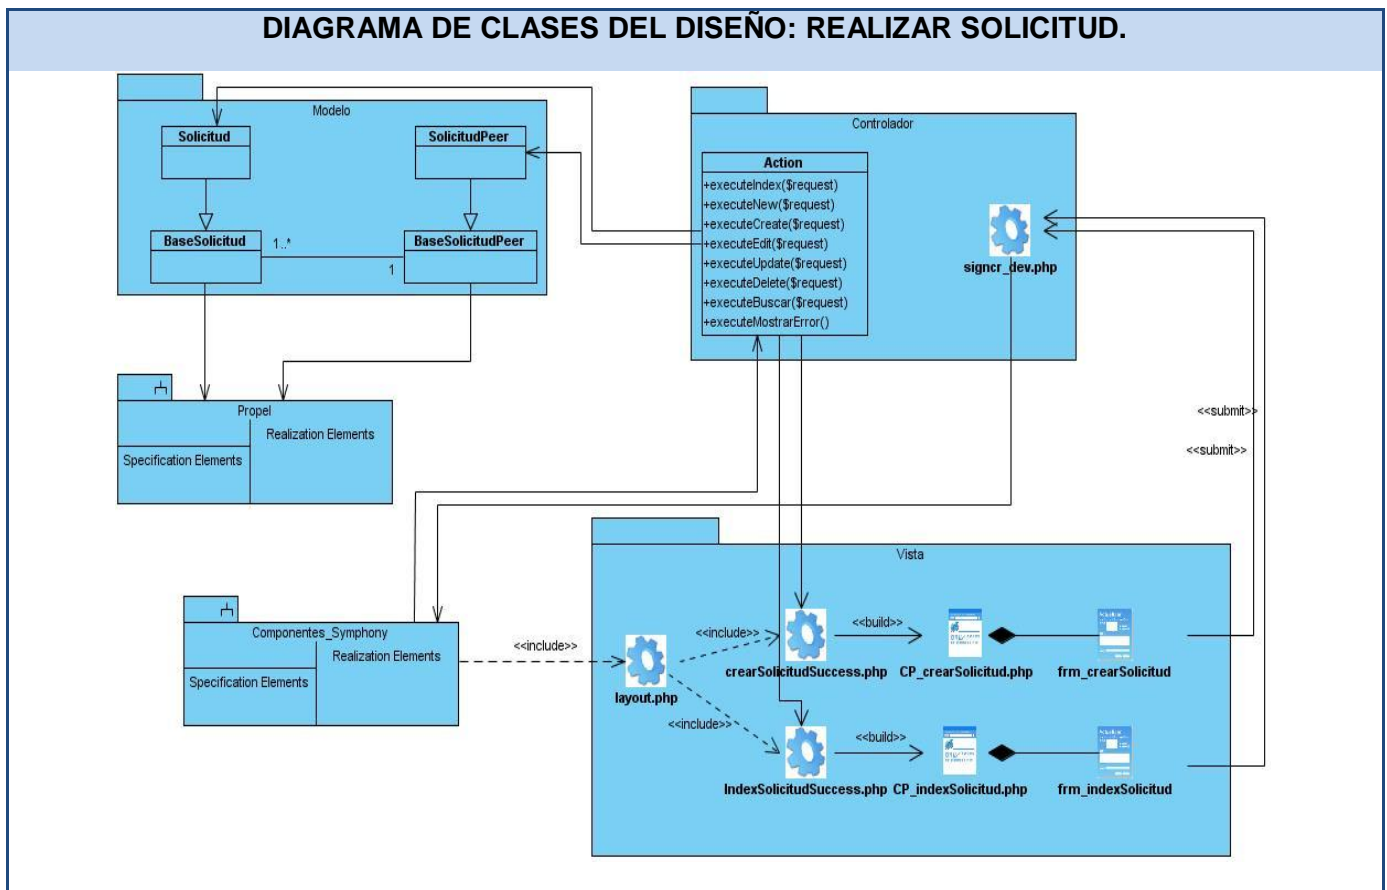 DIAGRAMA DE CLASES DEL DISEÑO: REALIZAR SOLICITUD.
Modelo
Solicitud
SolicitudPeer
BaseSolicitud
1..*
1
BaseSolicitudPeer
Controlador
Action
+executeIndex($request)
+executeNew($request)
+executeCreate($request)
+executeEdit($request)
+executeUpdate($request)
+executeDelete($request)
+executeBuscar($request)
+executeMostrarError()
signcr_dev.php
Propel
Realization Elements
Specification Elements
<<submit>>
<<submit>>
Componentes_Symphony
Realization Elements
Specification Elements
<<include>>
Vista
layout.php
<<include>>
<<include>>
crearSolicitudSuccess.php
<<build>>
CP_crearSolicitud.php
frm_crearSolicitud
IndexSolicitudSuccess.php
<<build>>
CP_indexSolicitud.php
frm_indexSolicitud